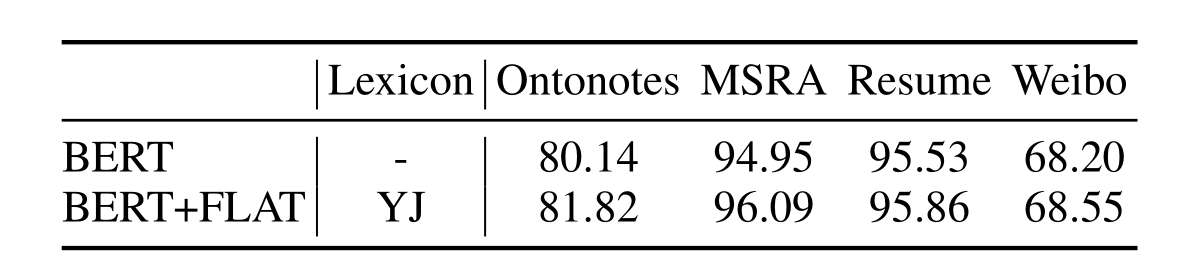 Lexicon Ontonotes MSRA Resume Weibo
BERT - 80.14 94.95 95.53 68.20
BERT+FLAT YJ 81.82 96.09 95.86 68.55